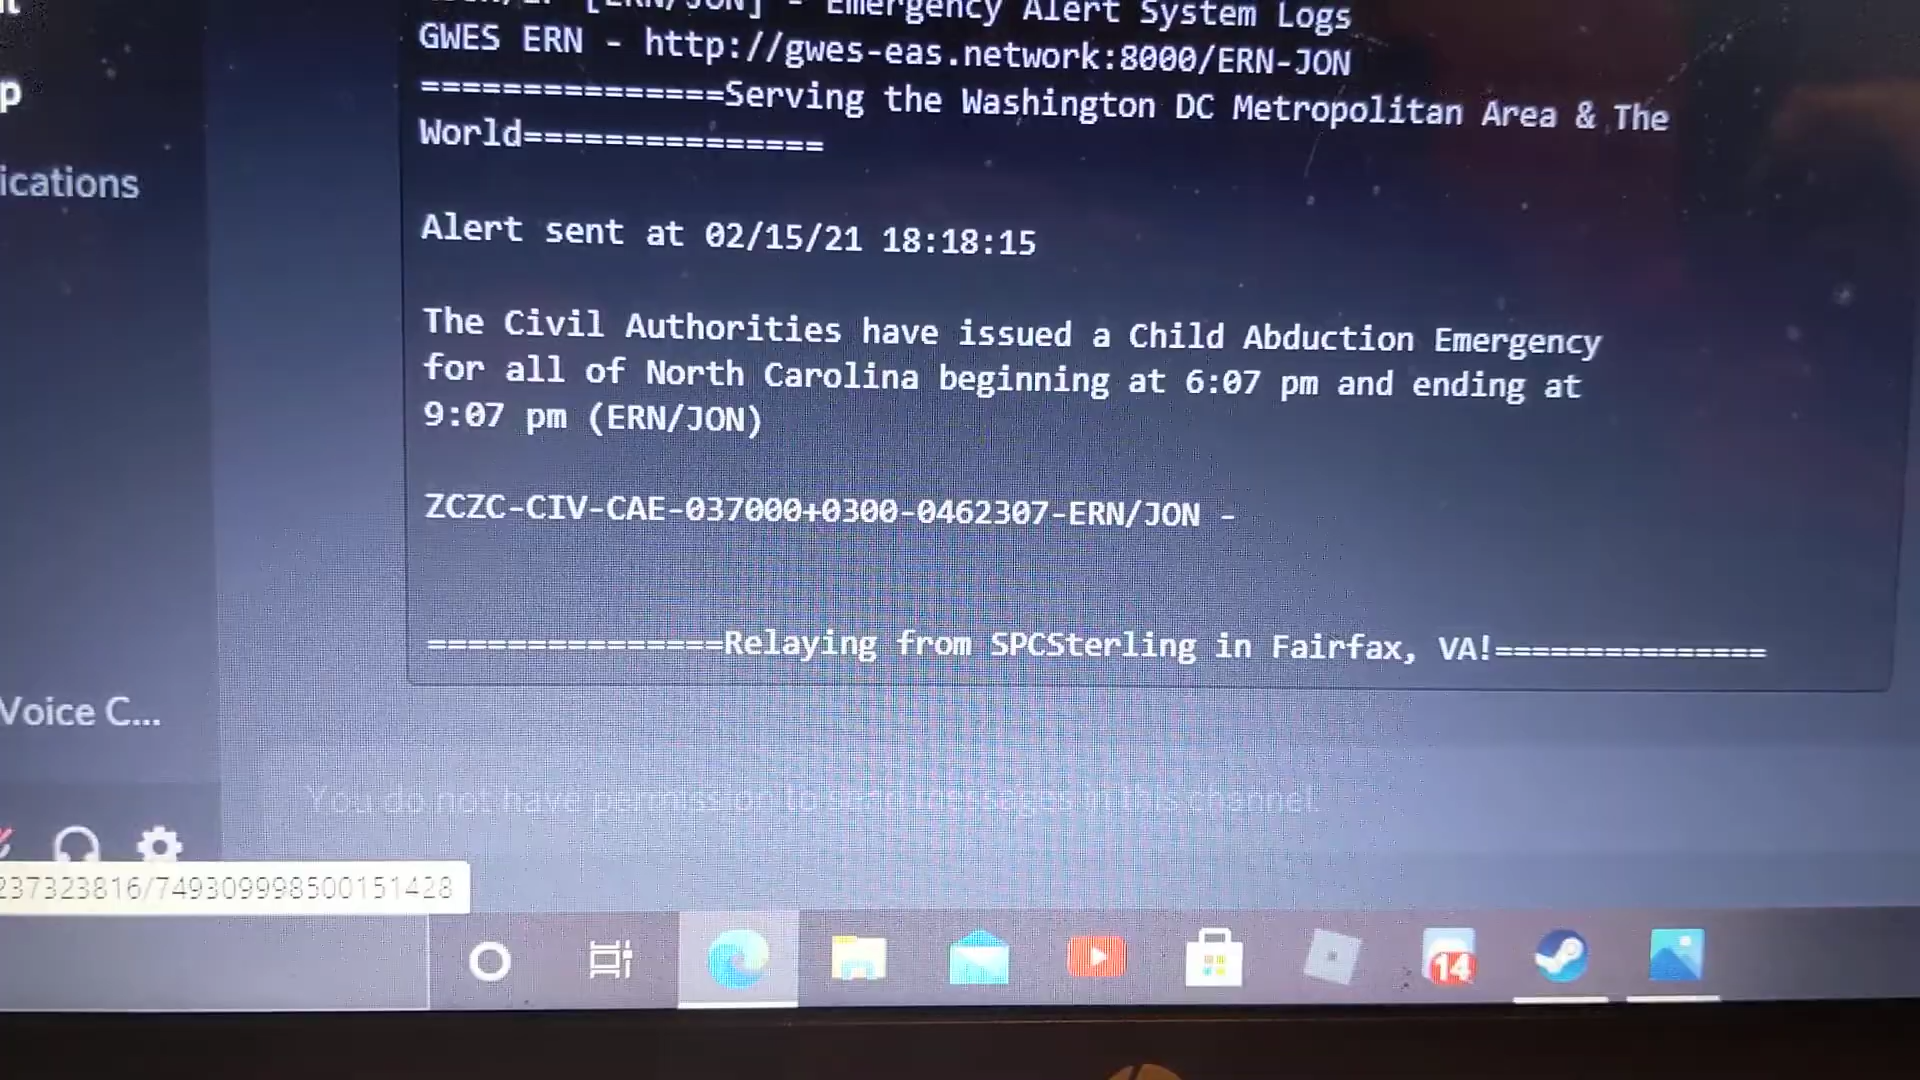 [ERN/JON] - Emergency Alert System Logs
GWES ERN - http://gwes-eas.network:8000/ERN-JON
===============Serving the Washington DC Metropolitan Area & The
World===============
p
ications
Alert sent at 02/15/21 18:18:15
The Civil Authorities have issued a Child Abduction Emergency
for all of North Carolina beginning at 6:07 pm and ending at
9:07 pm (ERN/JON)
ZCZC-CIV-CAE-037000+0300-0462307-ERN/JON -
===============Relaying from SPCSterling in Fairfax, VA!===============
Voice C...
You do not have permission to send messages in this channel.
237323816/749309998500151428
14